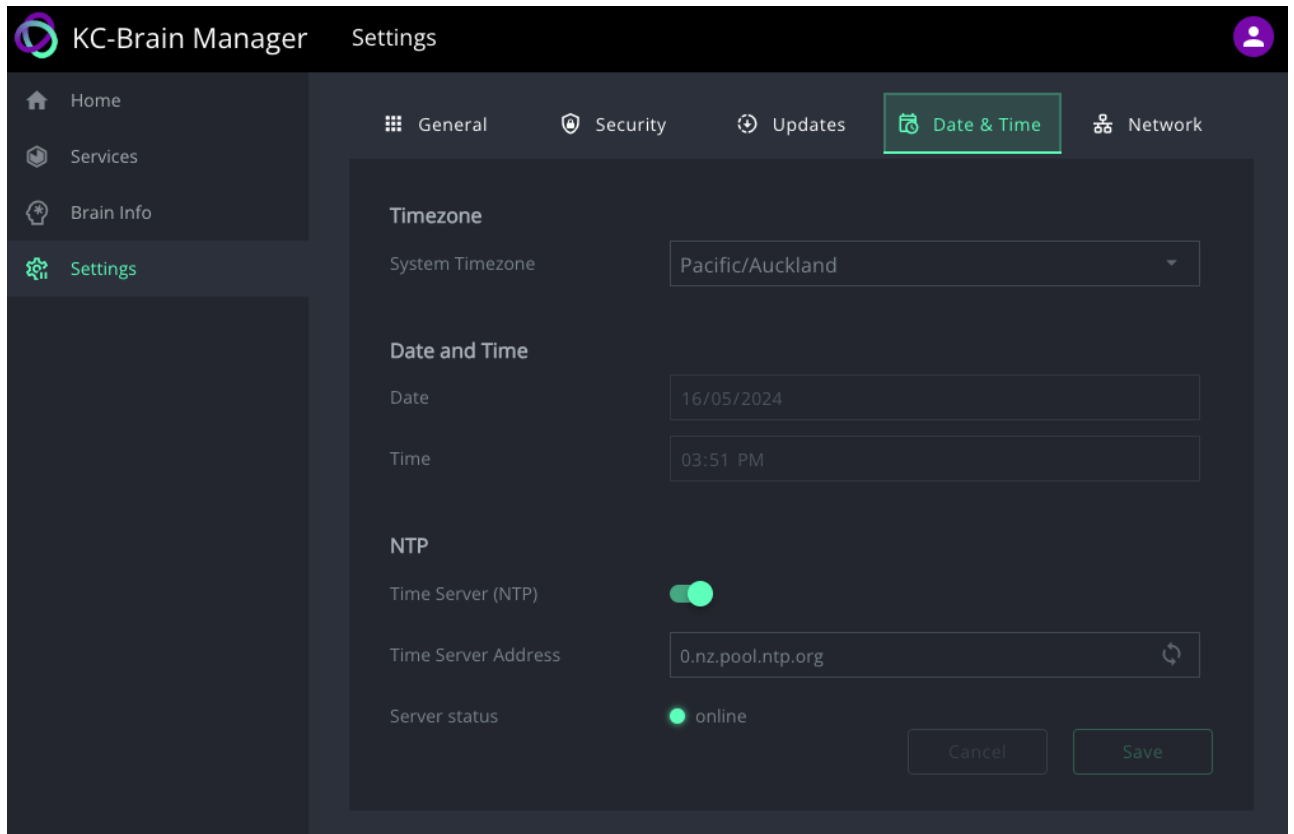 KC-Brain Manager
Settings
Home
Services
Brain Info
Settings
General
Security
Updates
Date & Time
Network
Timezone
System Timezone
Pacific/Auckland
Date and Time
Date
16/05/2024
Time
03:51 PM
NTP
Time Server (NTP)
Time Server Address
0.nz.pool.ntp.org
Server status
online
Cancel
Save